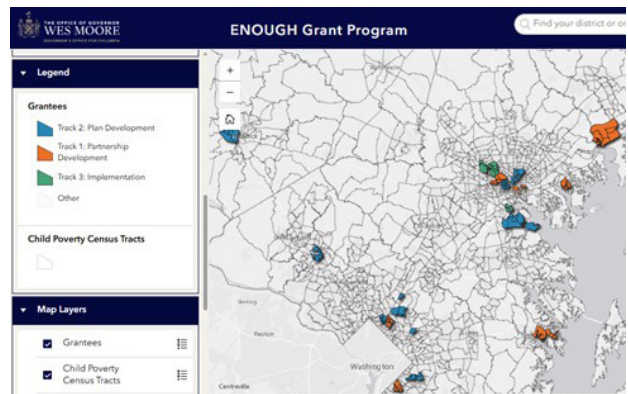 THE OFFICE OF GOVERNOR
WES MOORE
GOVERNOR'S OFFICE FOR CHILDREN
ENOUGH Grant Program
Find your district or or
Legend
Grantees
Track 2: Plan Development
Track 1: Partnership
Development
Track 3: Implementation
Other
Child Poverty Census Tracts
Map Layers
Grantees
Child Poverty
Census Tracts
+
−
Sterling
Reston
Washington
Centreville